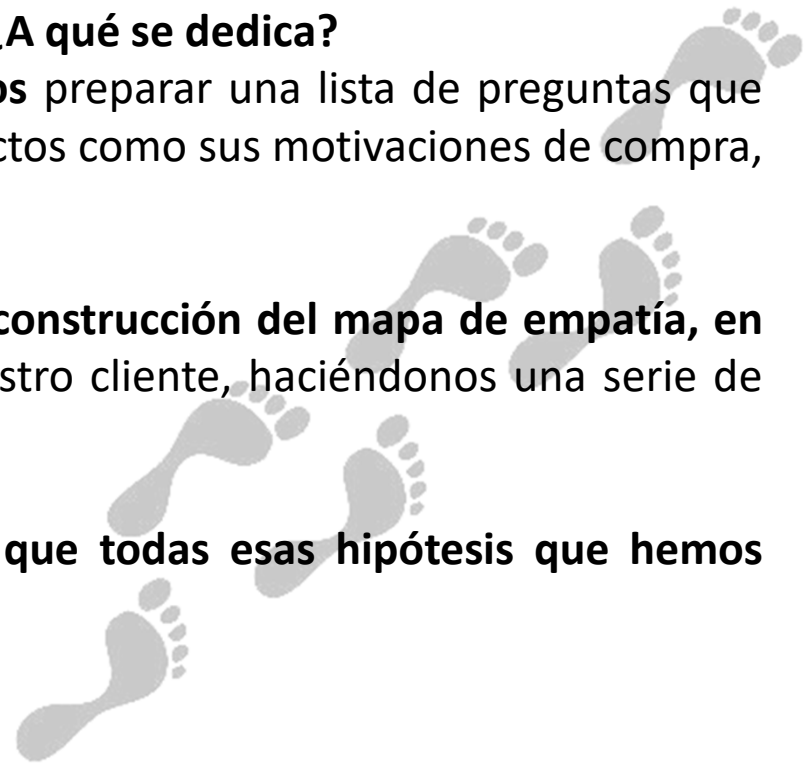 ¿A qué se dedica?
os preparar una lista de preguntas que
ctos como sus motivaciones de compra,
construcción del mapa de empatía, en
stro cliente, haciéndonos una serie de
que todas esas hipótesis que hemos